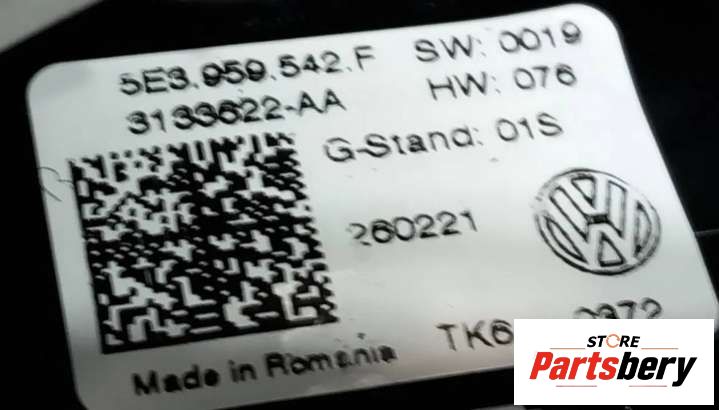 5E3.959.542.F SW: 0019
3133622-AA HW: 076
G-Stand: 01S
260221
TK6
Made in Romania
STORE
Partsbery